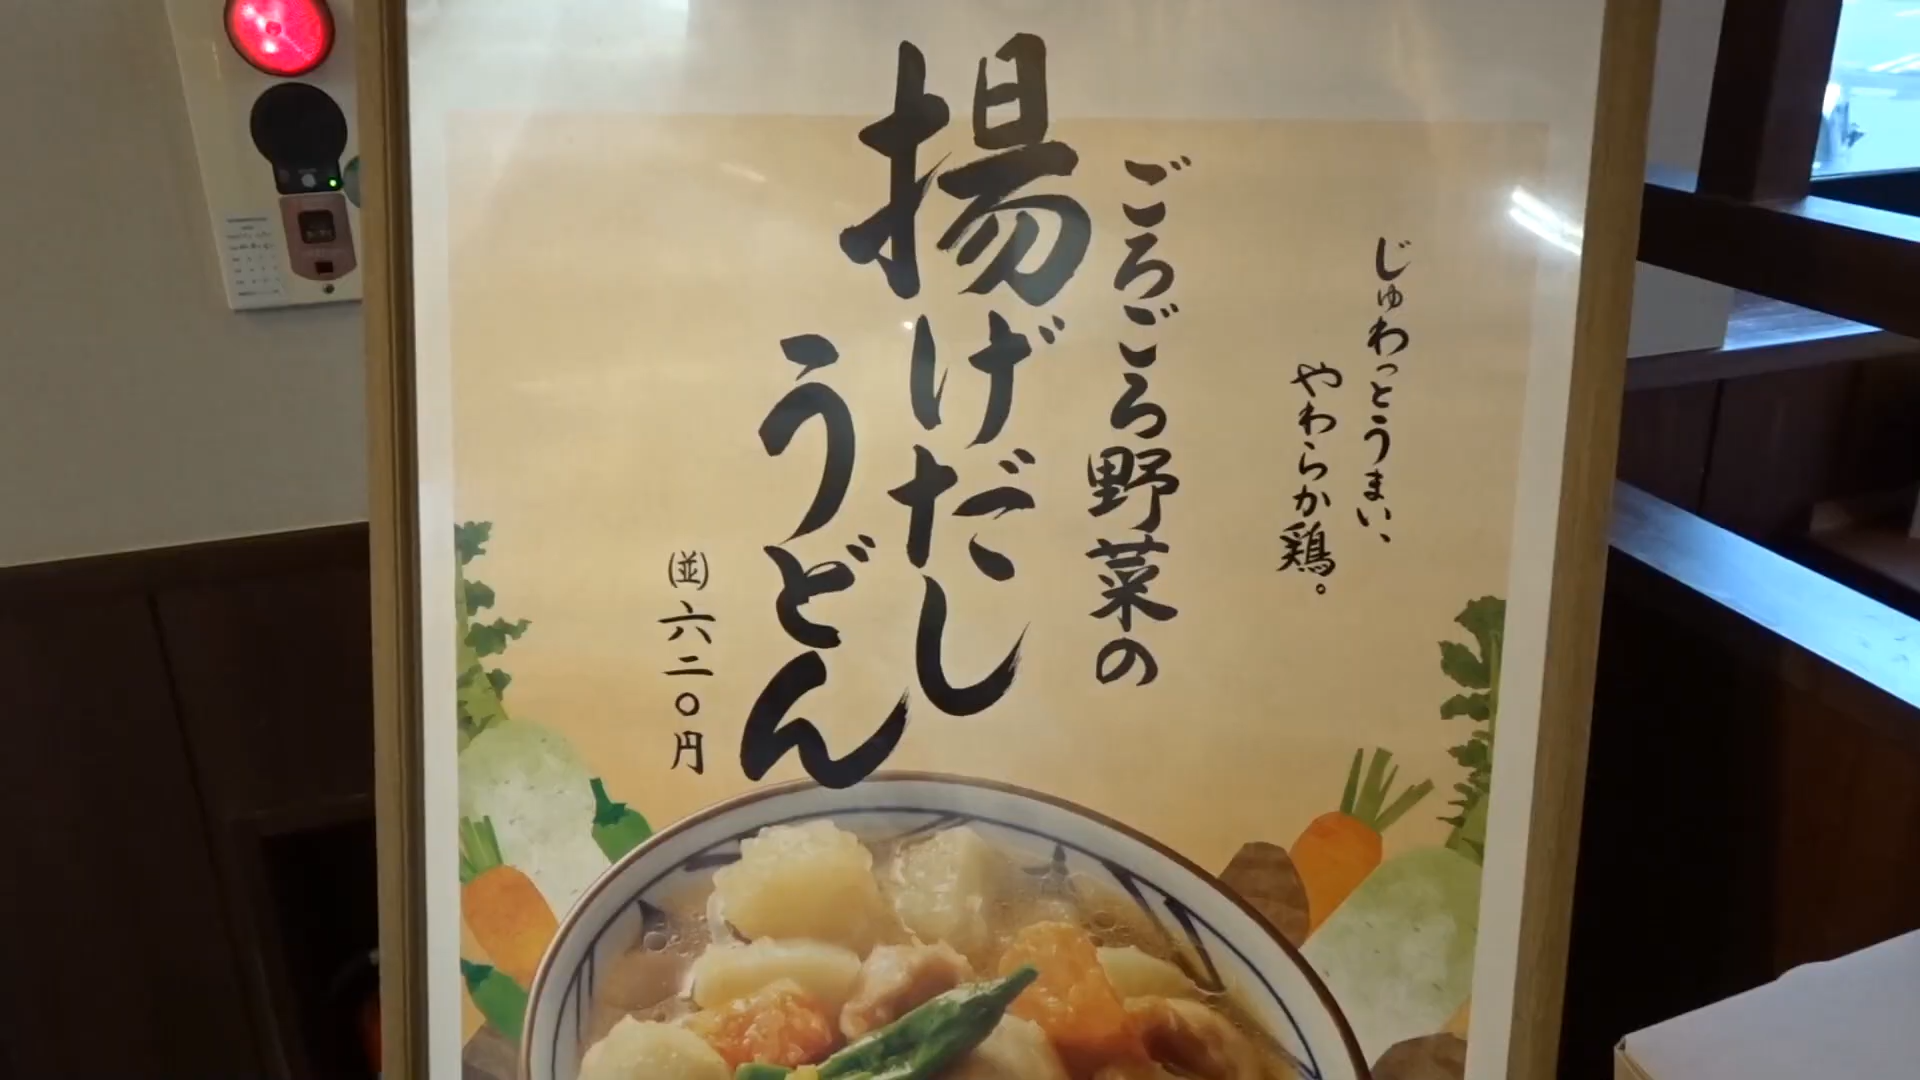 じゅわっとうまい、
やわらか鶏。
ごろごろ野菜の
揚げだし
うどん
㈱六二〇円